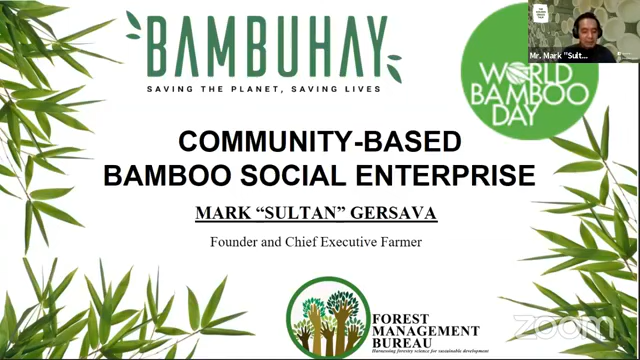 BAMBUHAY
SAVING THE PLANET, SAVING LIVES
WORLD
BAMBOO
DAY
Mr. Mark "Sult...
COMMUNITY-BASED
BAMBOO SOCIAL ENTERPRISE
MARK “SULTAN” GERSAVA
Founder and Chief Executive Farmer
FOREST
MANAGEMENT
BUREAU
Harnessing forestry science for sustainable development
zoom